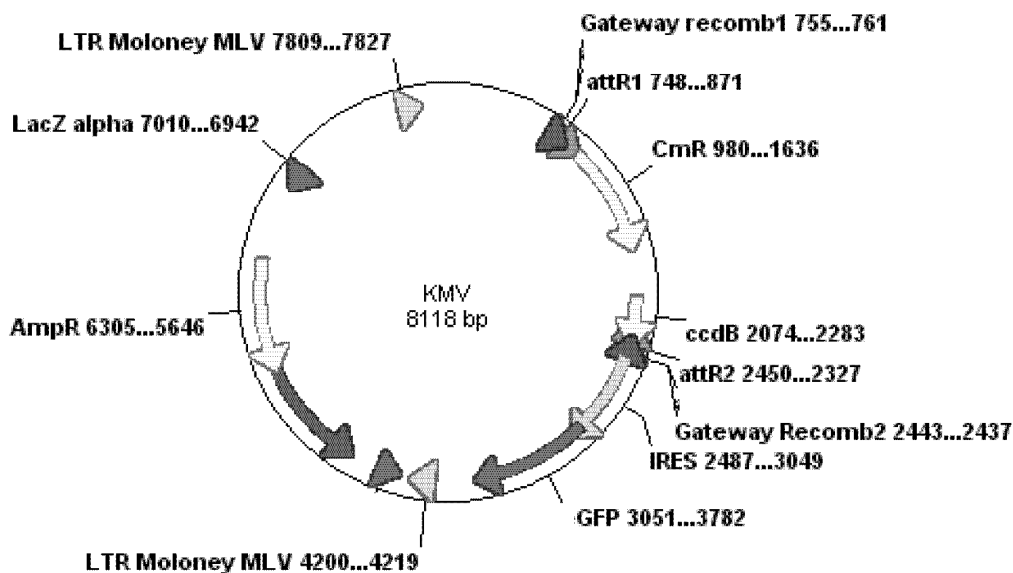 Gateway recomb1 755...761
LTR Moloney MLV 7809...7827
attR1 748...871
LacZ alpha 7010...6942
CmR 980...1636
KMV
8118 bp
AmpR 6305...5646
ccdB 2074...2283
attR2 2450...2327
Gateway Recomb2 2443...2437
IRES 2487...3049
GFP 3051...3782
LTR Moloney MLV 4200...4219